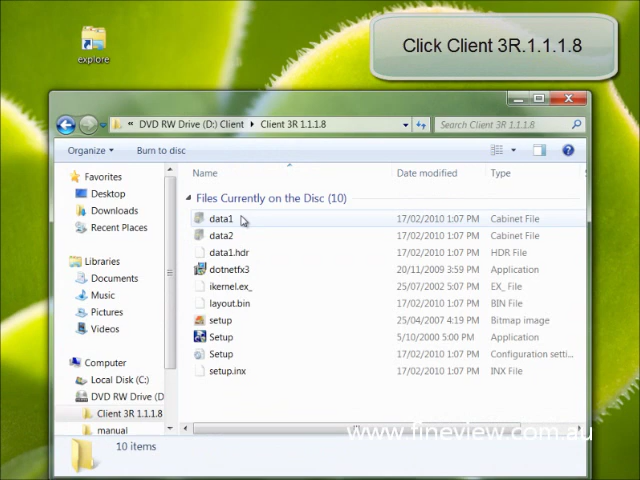 explore
Click Client 3R.1.1.1.8
« DVD RW Drive (D:) Client ▸ Client 3R 1.1.1.8
Search Client 3R 1.1.1.8
Organize ▾ Burn to disc
Name Date modified Type
Files Currently on the Disc (10)
data1 17/02/2010 1:07 PM Cabinet File
data2 17/02/2010 1:07 PM Cabinet File
data1.hdr 17/02/2010 1:07 PM HDR File
dotnetfx3 20/11/2009 3:59 PM Application
ikernel.ex_ 25/07/2002 5:07 PM EX_ File
layout.bin 17/02/2010 1:07 PM BIN File
setup 25/04/2007 4:19 PM Bitmap image
Setup 5/10/2000 5:00 PM Application
Setup 17/02/2010 1:07 PM Configuration setti...
setup.inx 17/02/2010 1:07 PM INX File
Favorites
Desktop
Downloads
Recent Places
Libraries
Documents
Music
Pictures
Videos
Computer
Local Disk (C:)
DVD RW Drive (D
Client 3R 1.1.1.8
manual
10 items
www.fineview.com.au